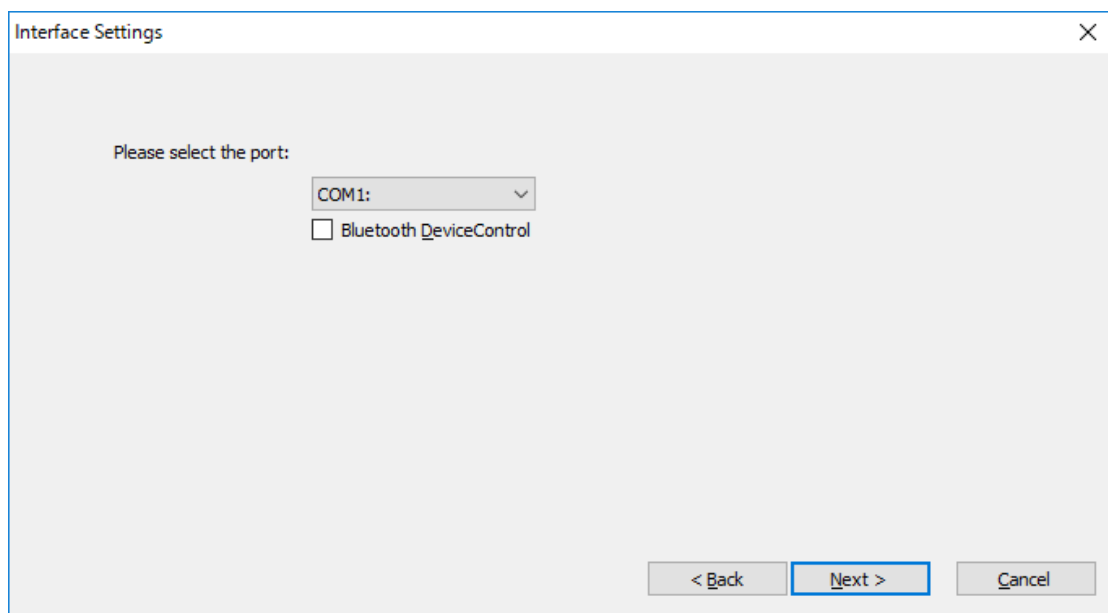 Interface Settings
Please select the port:
COM1:
Bluetooth DeviceControl
< Back Next > Cancel